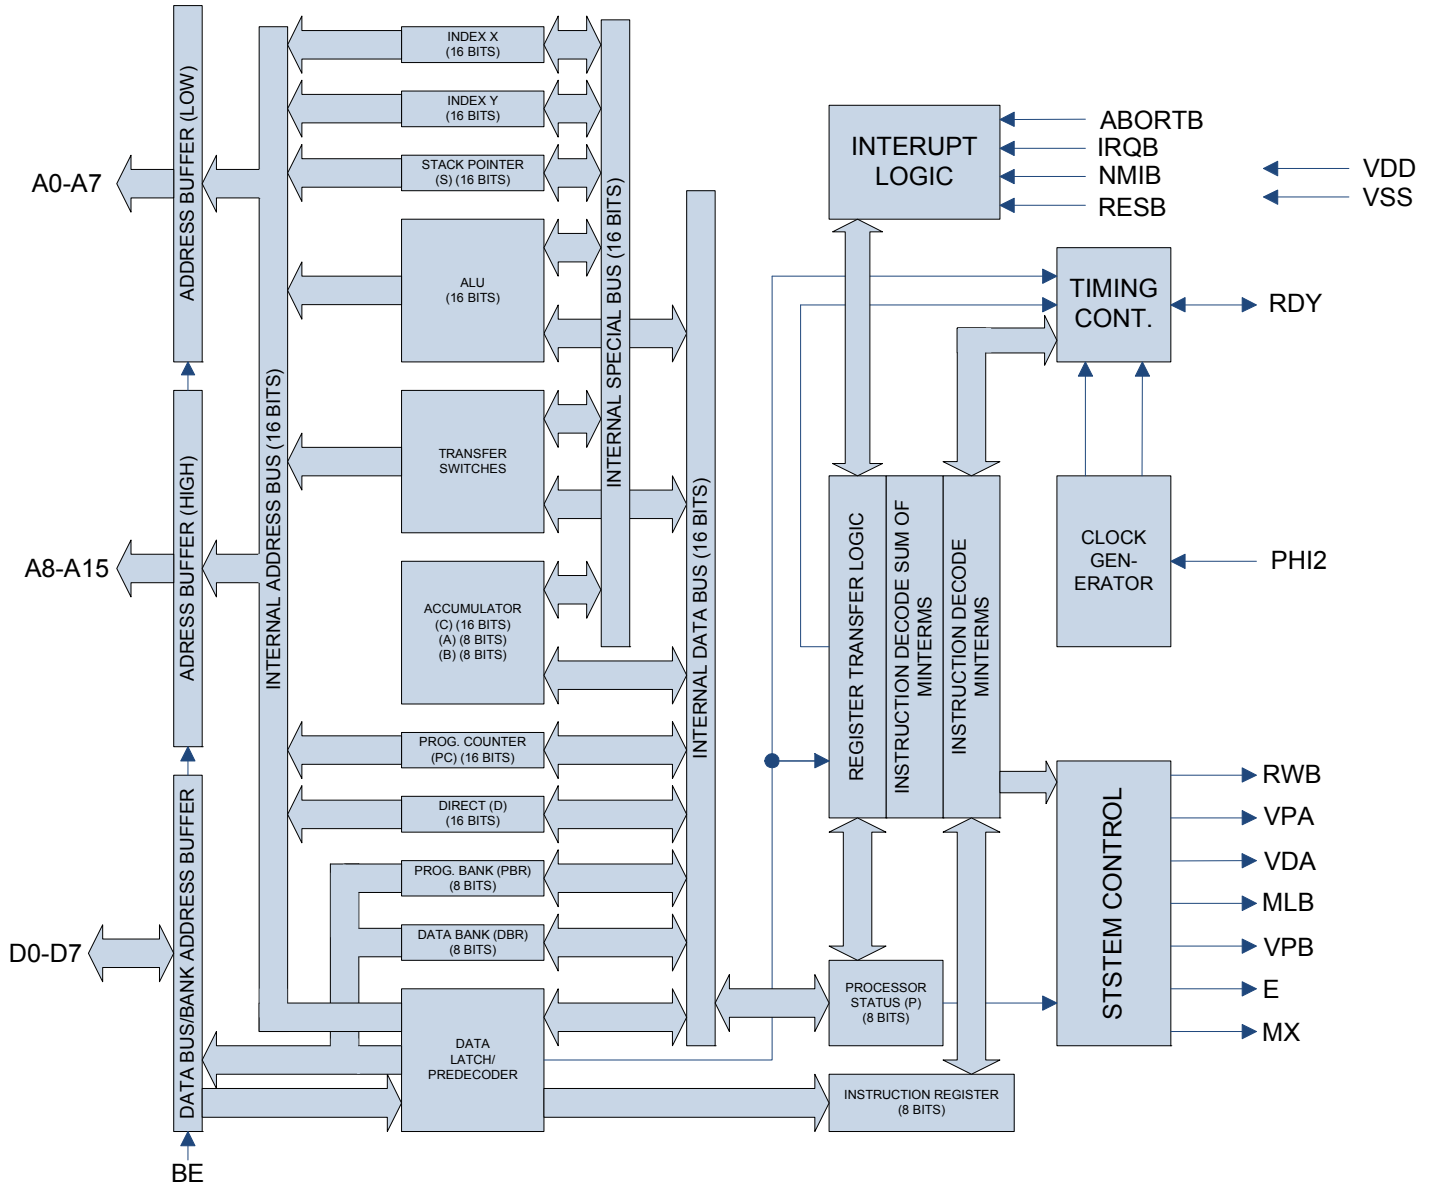 INDEX X
(16 BITS)
INDEX Y
(16 BITS)
STACK POINTER
(S) (16 BITS)
ALU
(16 BITS)
TRANSFER
SWITCHES
ACCUMULATOR
(C) (16 BITS)
(A) (8 BITS)
(B) (8 BITS)
PROG. COUNTER
(PC) (16 BITS)
DIRECT (D)
(16 BITS)
PROG. BANK (PBR)
(8 BITS)
DATA BANK (DBR)
(8 BITS)
DATA
LATCH/
PREDECODER
A0-A7
A8-A15
D0-D7
BE
ADDRESS BUFFER (LOW)
ADRESS BUFFER (HIGH)
DATA BUS/BANK ADDRESS BUFFER
INTERNAL ADDRESS BUS (16 BITS)
INTERNAL SPECIAL BUS (16 BITS)
INTERNAL DATA BUS (16 BITS)
INTERUPT
LOGIC
ABORTB
IRQB
NMIB
RESB
VDD
VSS
TIMING
CONT.
RDY
CLOCK
GEN-
ERATOR
PHI2
REGISTER TRANSFER LOGIC
INSTRUCTION DECODE SUM OF
MINTERMS
INSTRUCTION DECODE
MINTERMS
STSTEM CONTROL
RWB
VPA
VDA
MLB
VPB
E
MX
PROCESSOR
STATUS (P)
(8 BITS)
INSTRUCTION REGISTER
(8 BITS)